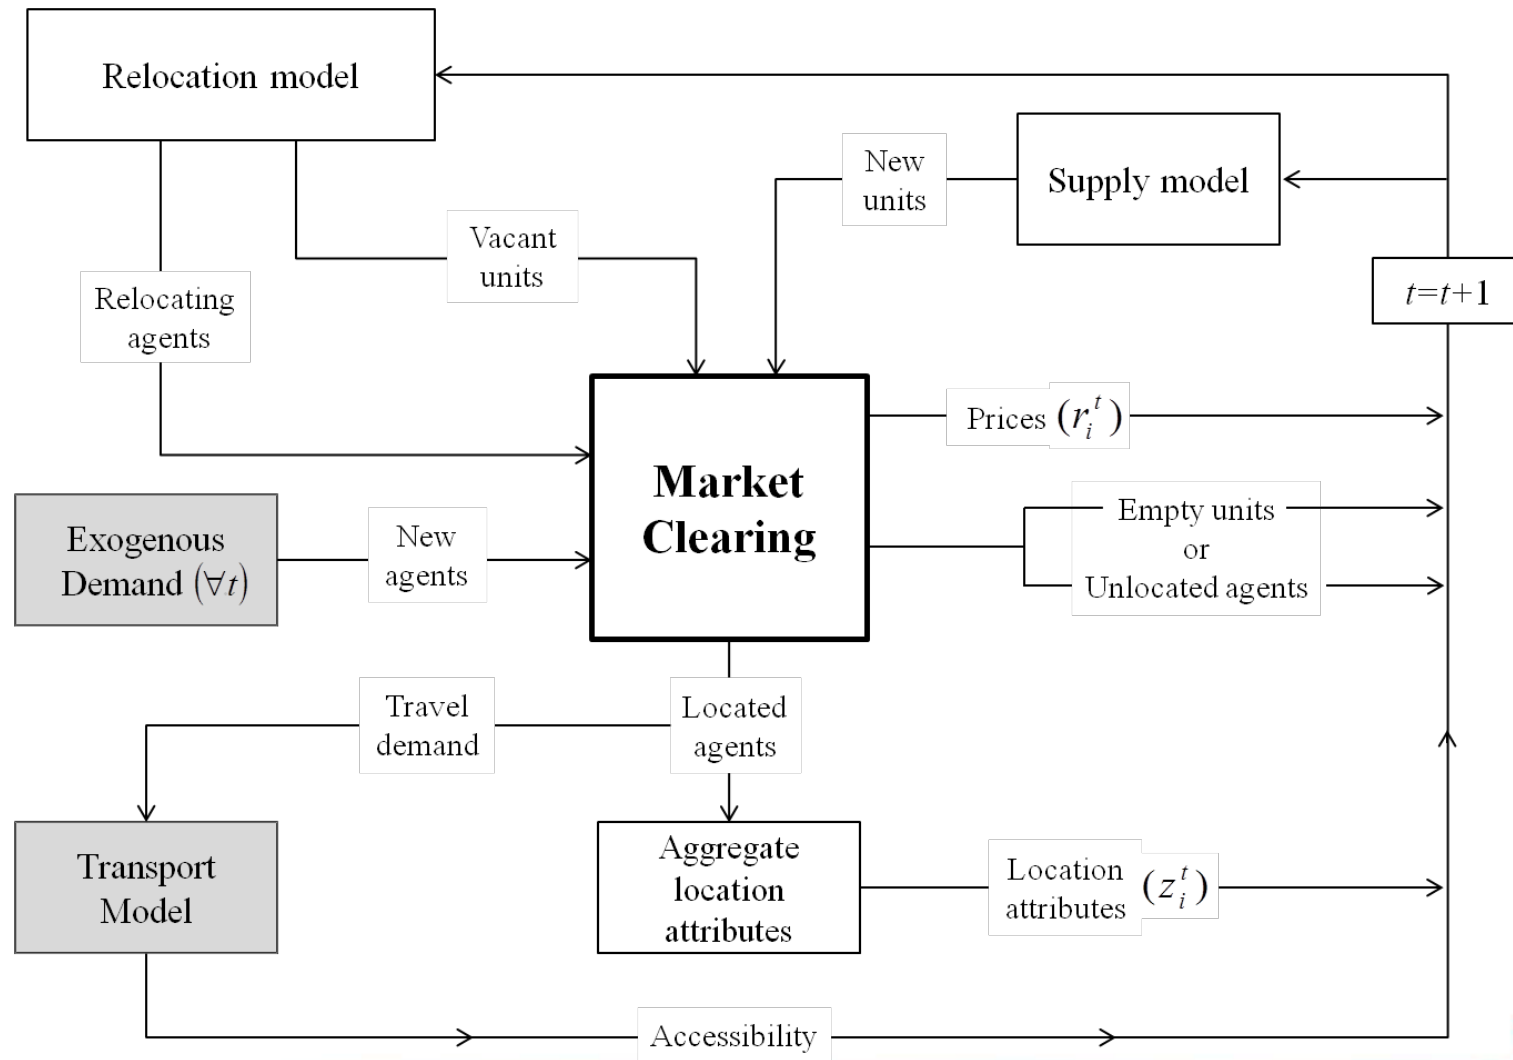 Relocation model
New
units
Supply model
Vacant
units
Relocating
agents
t=t+1
Prices (r_i^t)
Market
Clearing
Empty units
or
Unlocated agents
Exogenous
Demand (∀t)
New
agents
Travel
demand
Located
agents
Transport
Model
Aggregate
location
attributes
Location
attributes (z_i^t)
Accessibility